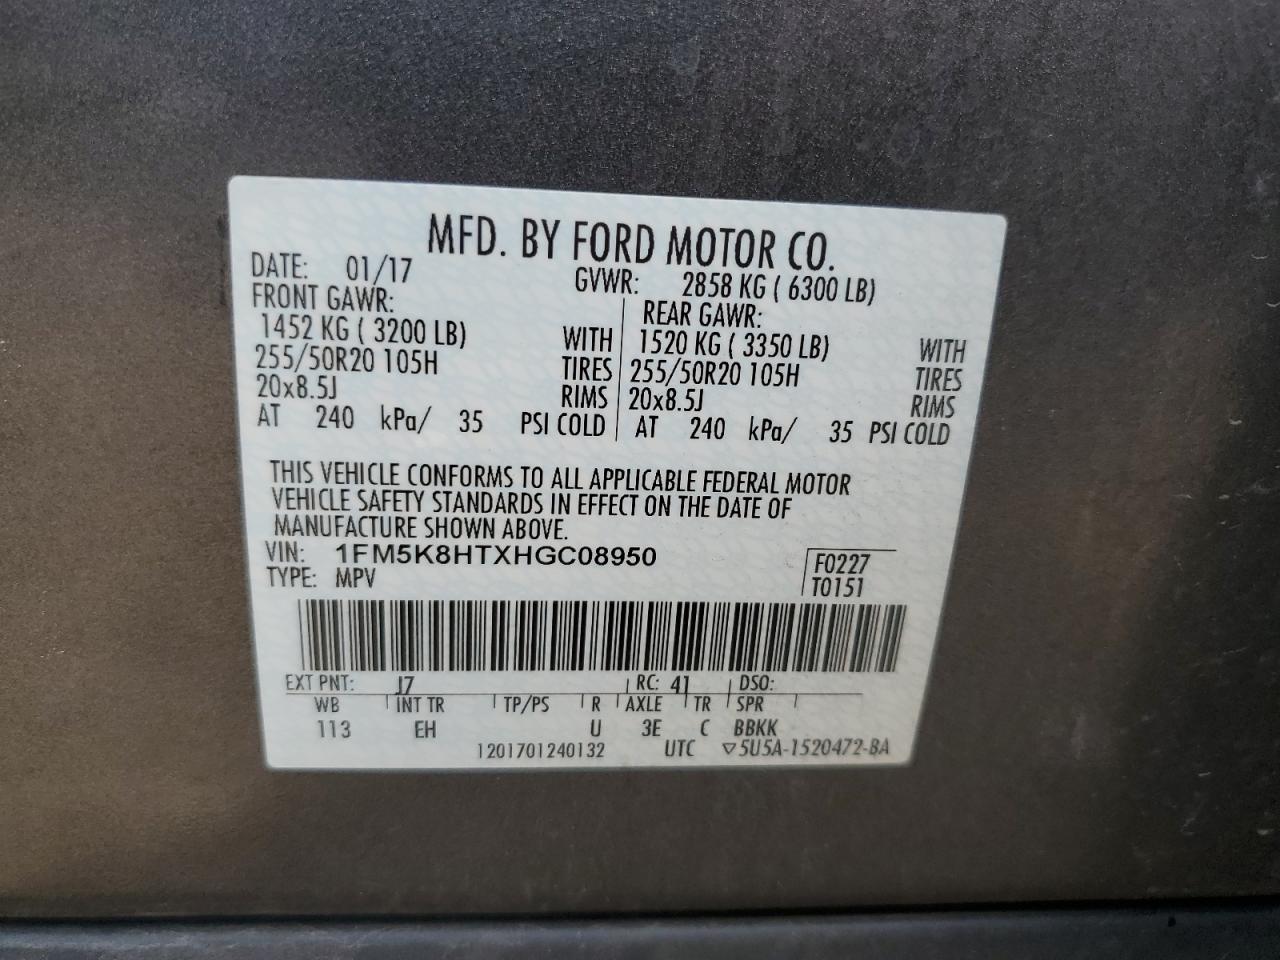 MFD. BY FORD MOTOR CO.
DATE: 01/17 GVWR: 2858 KG ( 6300 LB)
FRONT GAWR: REAR GAWR:
1452 KG ( 3200 LB) WITH 1520 KG ( 3350 LB) WITH
255/50R20 105H TIRES 255/50R20 105H TIRES
20x8.5J RIMS 20x8.5J RIMS
AT 240 kPa/ 35 PSI COLD AT 240 kPa/ 35 PSI COLD
THIS VEHICLE CONFORMS TO ALL APPLICABLE FEDERAL MOTOR
VEHICLE SAFETY STANDARDS IN EFFECT ON THE DATE OF
MANUFACTURE SHOWN ABOVE.
VIN: 1FM5K8HTXHGC08950 F0227
TYPE: MPV T0151
EXT PNT: J7 RC: 41 DSO:
WB INT TR TP/PS R AXLE TR SPR
113 EH U 3E C BBKK
1201701240132 UTC ▽5U5A-1520472-BA